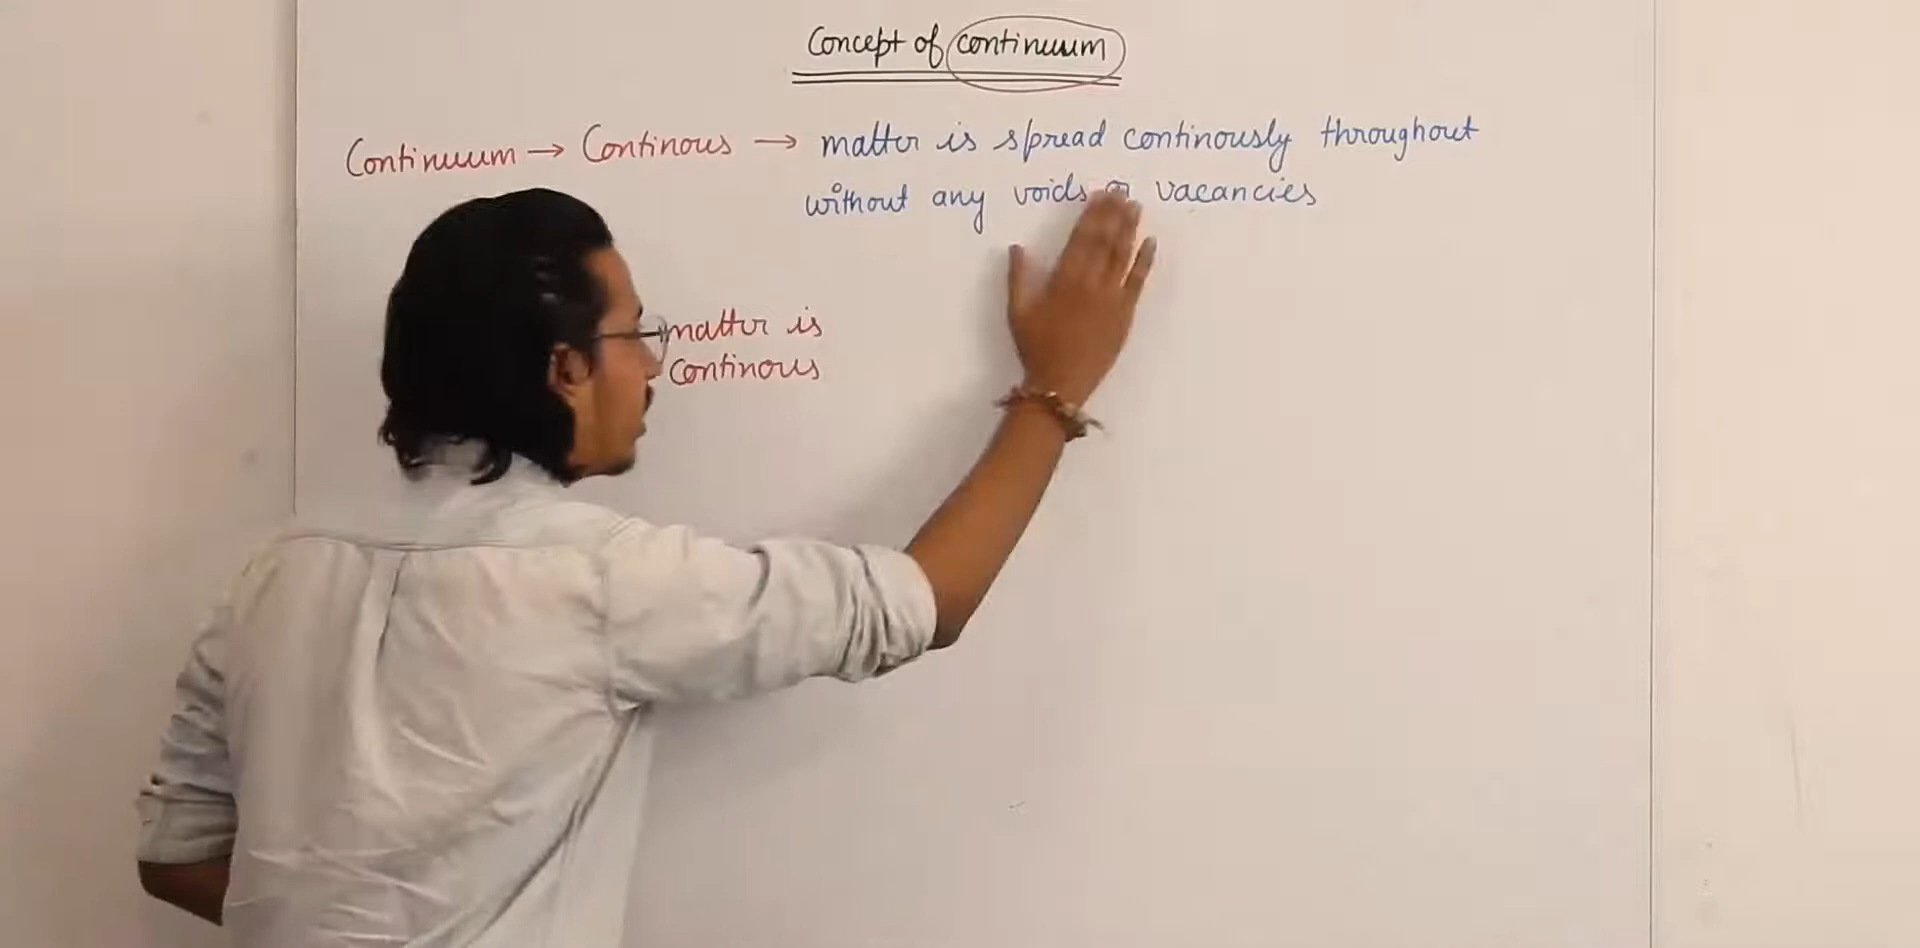 Concept of continuum
Continuum → Continous → matter is spread continously throughout
without any voids or vacancies
matter is
continous